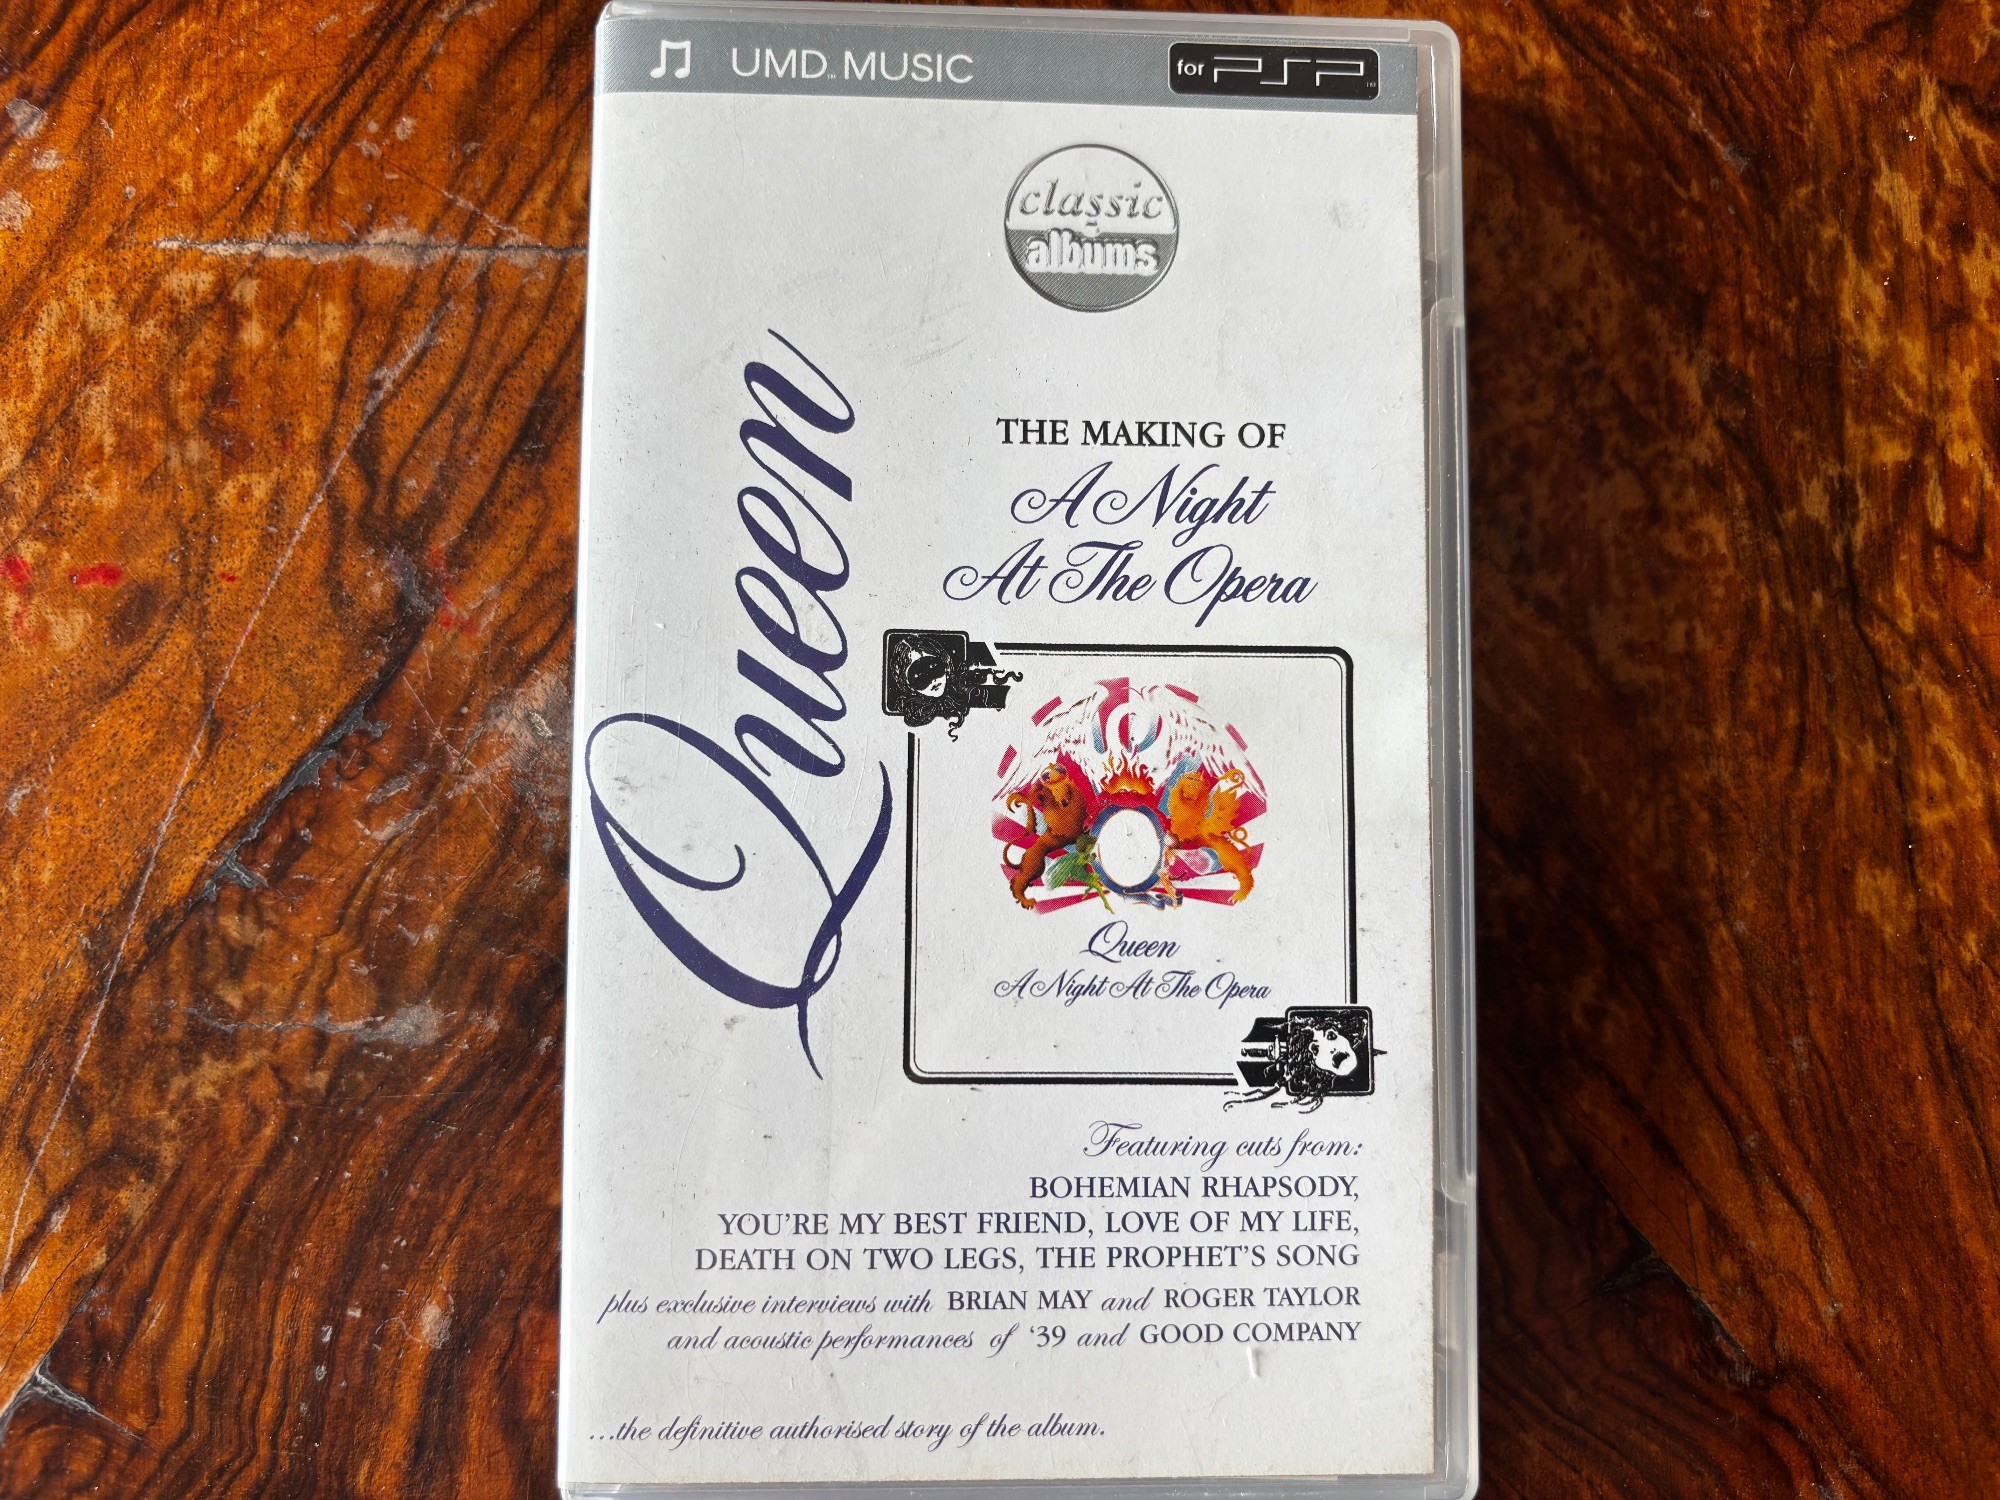 UMD™ MUSIC
for PSP™
classic
albums
Queen
THE MAKING OF
A Night
At The Opera
Queen
A Night At The Opera
Featuring cuts from:
BOHEMIAN RHAPSODY,
YOU'RE MY BEST FRIEND, LOVE OF MY LIFE,
DEATH ON TWO LEGS, THE PROPHET'S SONG
plus exclusive interviews with BRIAN MAY and ROGER TAYLOR
and acoustic performances of ‘39 and GOOD COMPANY
...the definitive authorised story of the album.